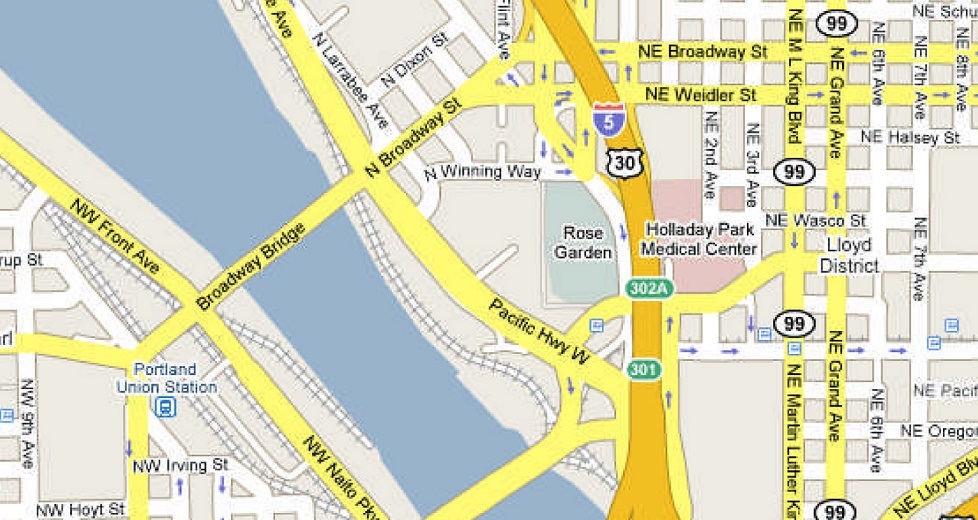 e Ave
N Larrabee Ave
N Dixon St
Flint Ave
NE Broadway St
NE M L King Blvd
99
NE Grand Ave
NE 6th Ave
NE 7th Ave
NE 8th Ave
NE Schu
NE Weidler St
N Broadway St
5
30
NE 2nd Ave
NE 3rd Ave
NE Halsey St
N Winning Way
99
NW Front Ave
Broadway Bridge
Rose
Garden
Holladay Park
Medical Center
NE Wasco St
Lloyd
District
NE 7th Ave
rup St
302A
Pacific Hwy W
99
301
Portland
Union Station
NW 9th Ave
NE Grand Ave
NE Martin Luther Ki
NE 6th Ave
NE Pacif
NE Orego
NW Irving St
NW Naito Pkw
NW Hoyt St
99
NE Lloyd Blv